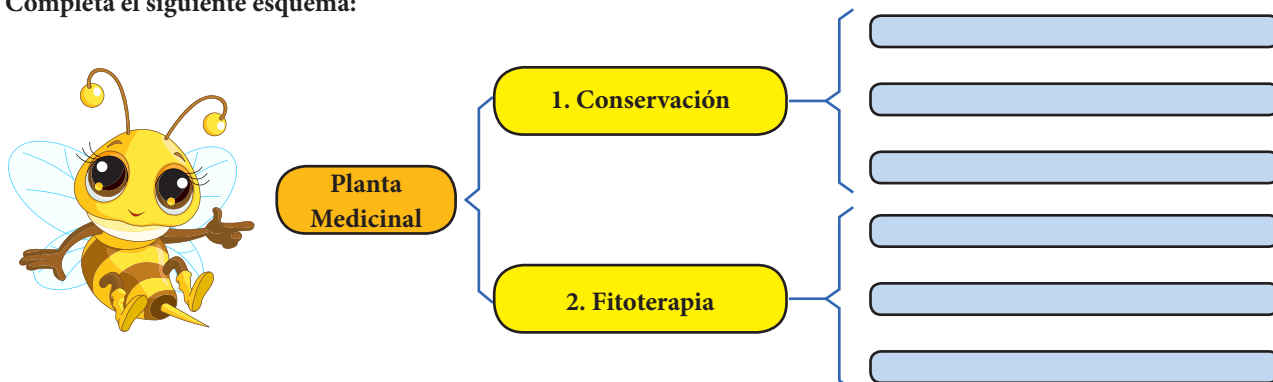 Completa el siguiente esquema:
1. Conservación
Planta
Medicinal
2. Fitoterapia